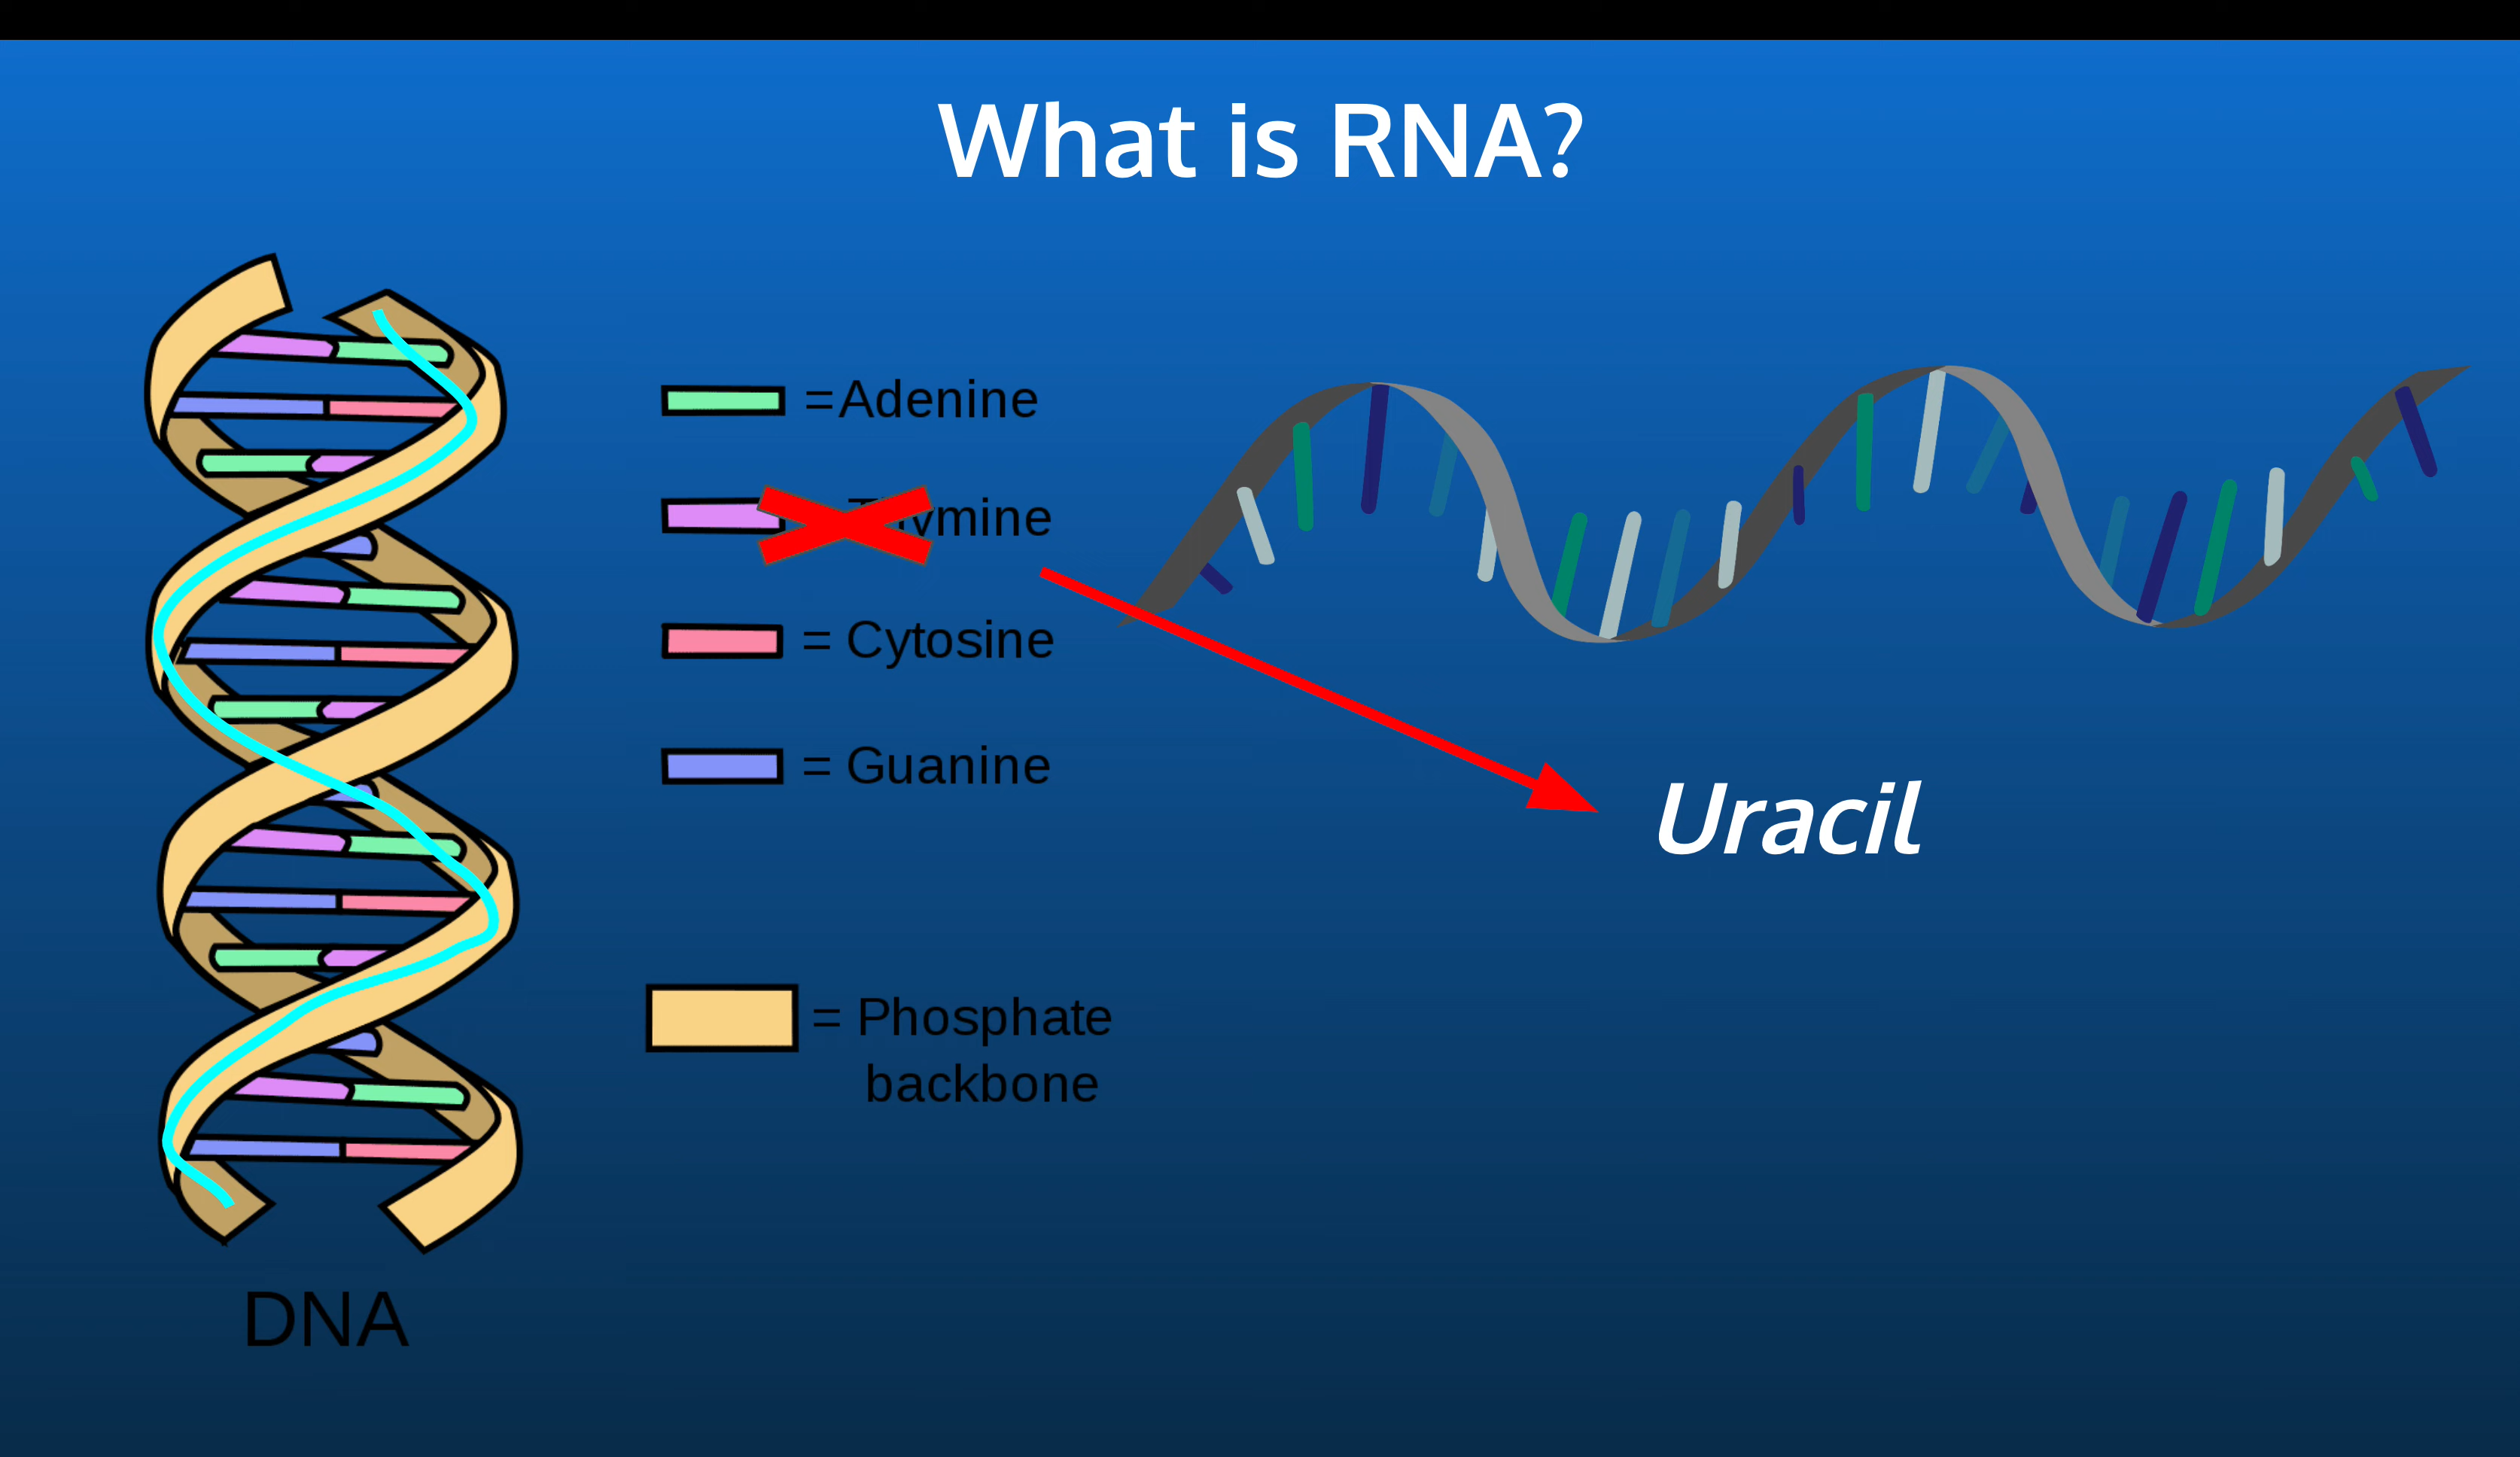 What is RNA?
=Adenine
= Cytosine
= Guanine
Uracil
= Phosphate
backbone
DNA